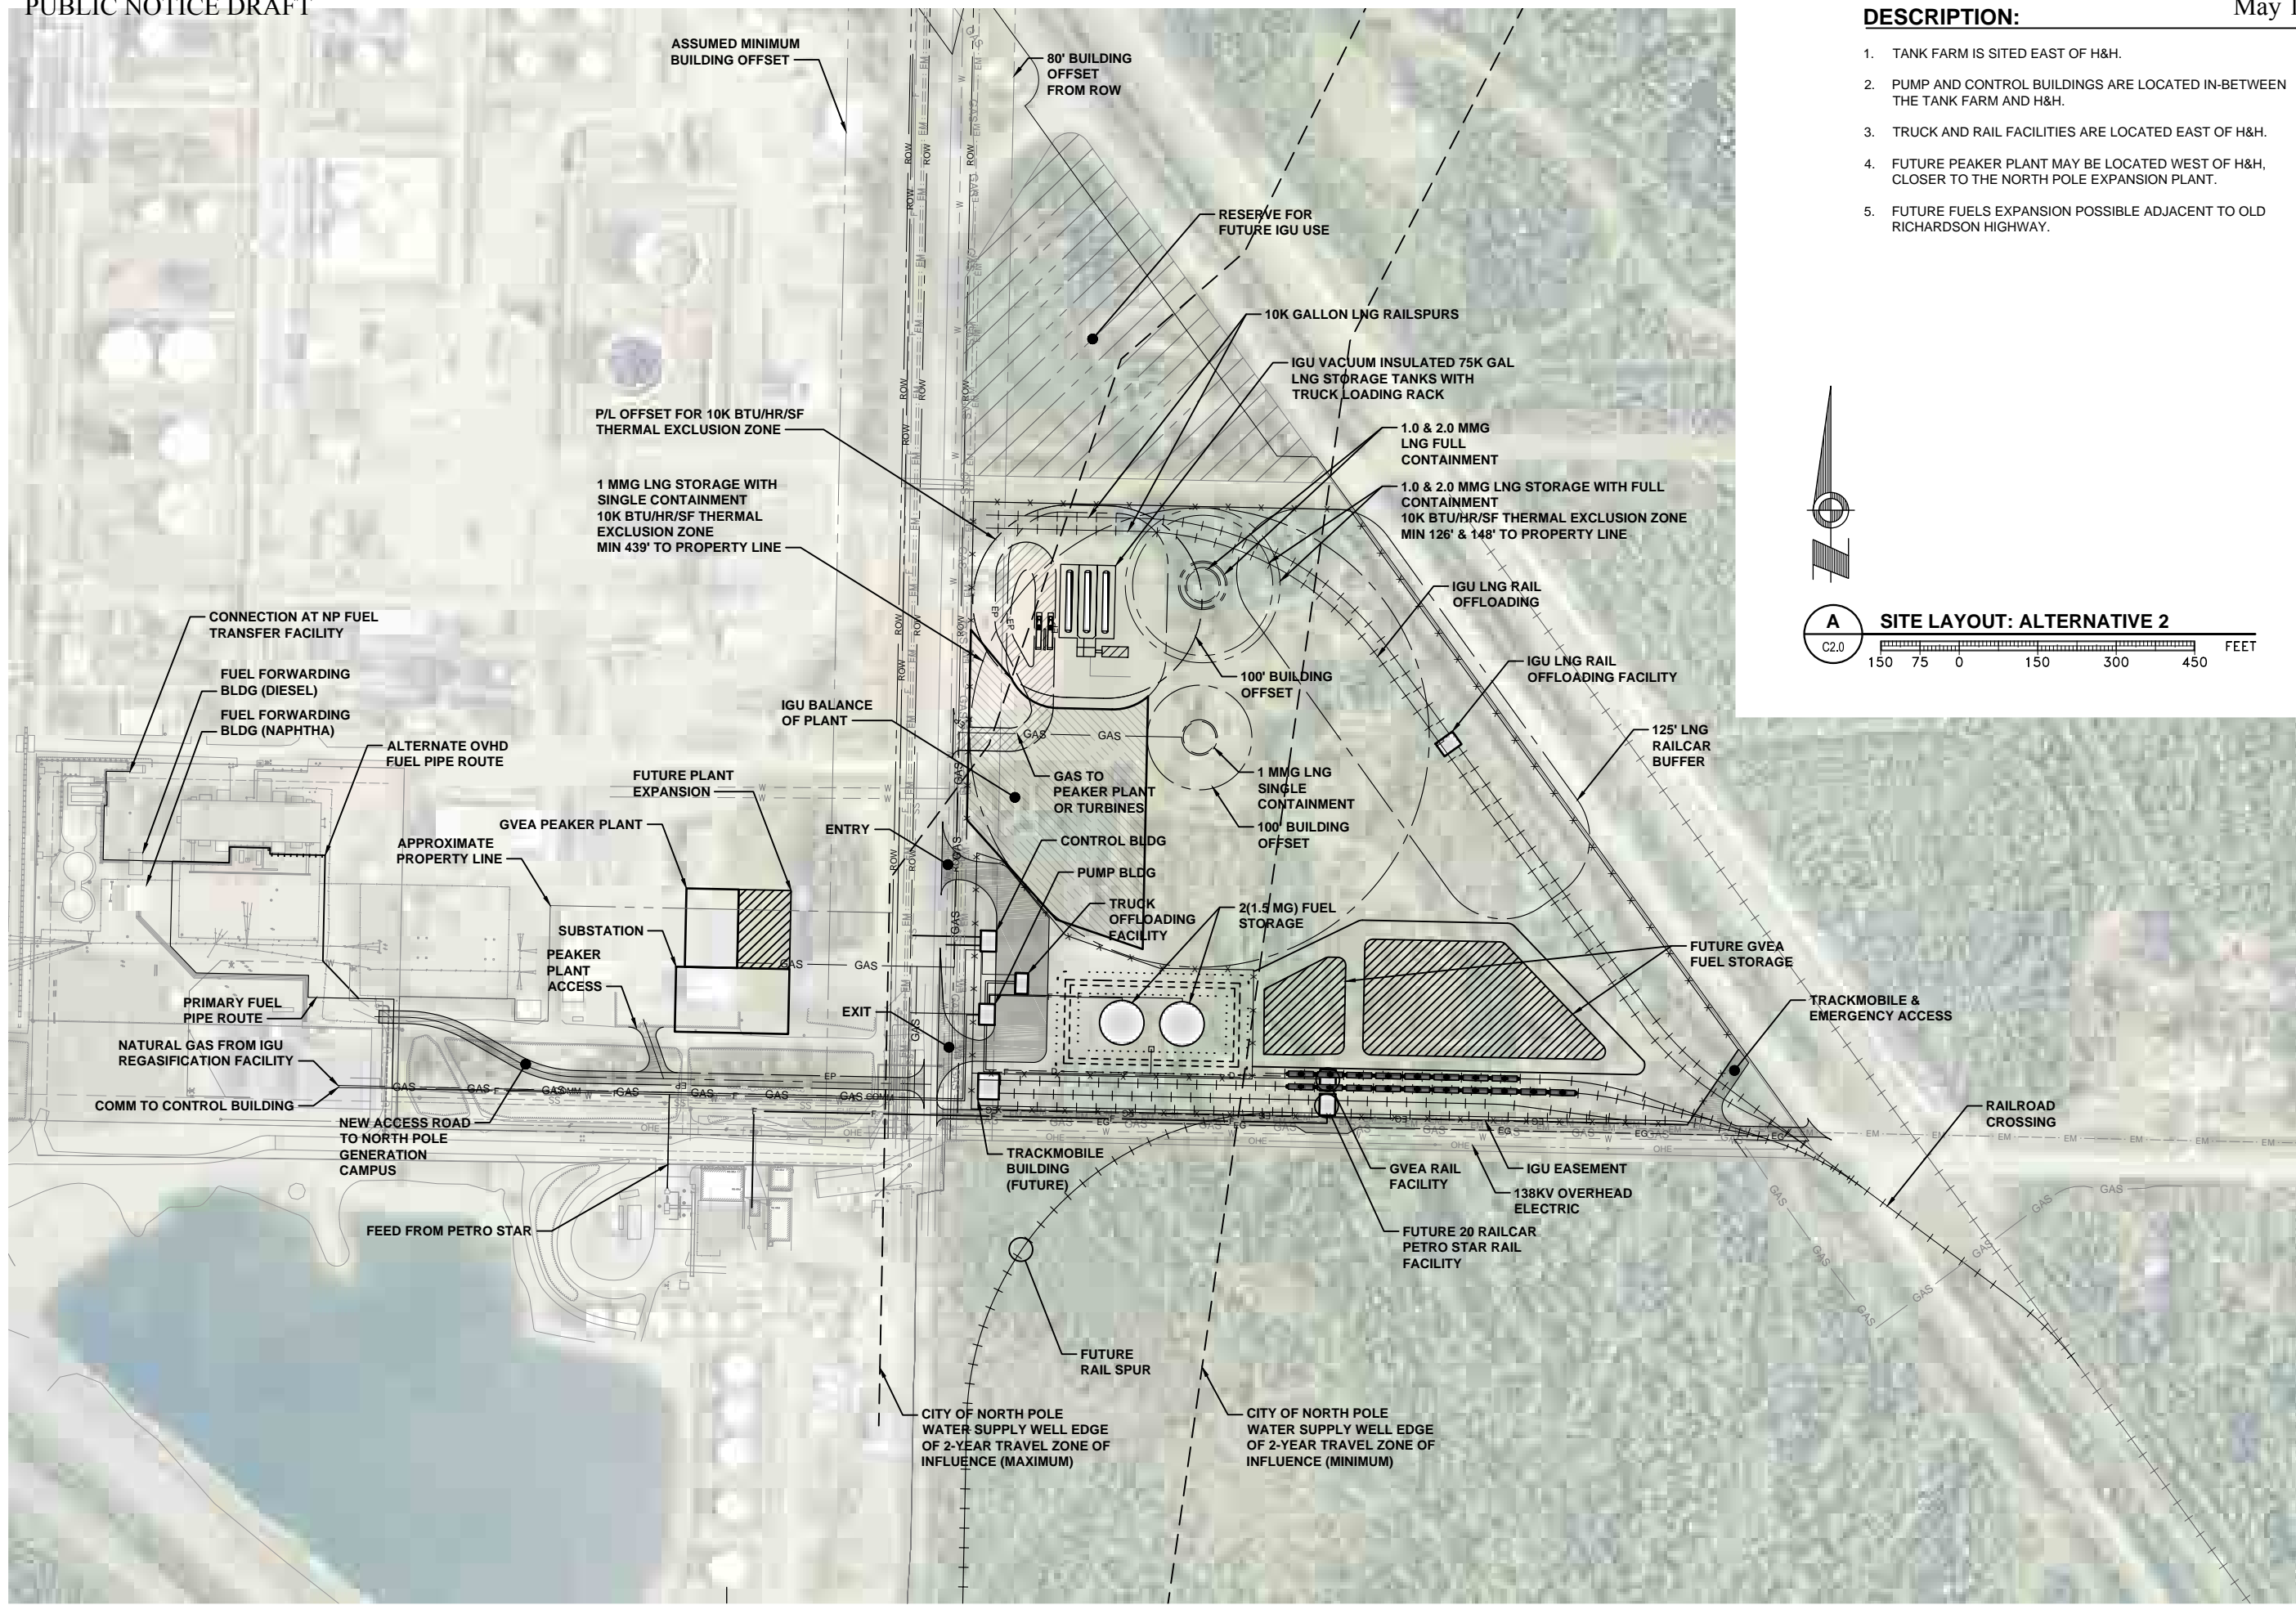 PUBLIC NOTICE DRAFT
May 1
DESCRIPTION:
1. TANK FARM IS SITED EAST OF H&H.
2. PUMP AND CONTROL BUILDINGS ARE LOCATED IN-BETWEEN
THE TANK FARM AND H&H.
3. TRUCK AND RAIL FACILITIES ARE LOCATED EAST OF H&H.
4. FUTURE PEAKER PLANT MAY BE LOCATED WEST OF H&H,
CLOSER TO THE NORTH POLE EXPANSION PLANT.
5. FUTURE FUELS EXPANSION POSSIBLE ADJACENT TO OLD
RICHARDSON HIGHWAY.
A
C2.0
SITE LAYOUT: ALTERNATIVE 2
150 75 0 150 300 450 FEET
ASSUMED MINIMUM
BUILDING OFFSET
80' BUILDING
OFFSET
FROM ROW
RESERVE FOR
FUTURE IGU USE
10K GALLON LNG RAILSPURS
IGU VACUUM INSULATED 75K GAL
LNG STORAGE TANKS WITH
TRUCK LOADING RACK
P/L OFFSET FOR 10K BTU/HR/SF
THERMAL EXCLUSION ZONE
1.0 & 2.0 MMG
LNG FULL
CONTAINMENT
1 MMG LNG STORAGE WITH
SINGLE CONTAINMENT
10K BTU/HR/SF THERMAL
EXCLUSION ZONE
MIN 439' TO PROPERTY LINE
1.0 & 2.0 MMG LNG STORAGE WITH FULL
CONTAINMENT
10K BTU/HR/SF THERMAL EXCLUSION ZONE
MIN 126' & 148' TO PROPERTY LINE
IGU LNG RAIL
OFFLOADING
CONNECTION AT NP FUEL
TRANSFER FACILITY
IGU LNG RAIL
OFFLOADING FACILITY
FUEL FORWARDING
BLDG (DIESEL)
100' BUILDING
OFFSET
IGU BALANCE
OF PLANT
FUEL FORWARDING
BLDG (NAPHTHA)
125' LNG
RAILCAR
BUFFER
ALTERNATE OVHD
FUEL PIPE ROUTE
FUTURE PLANT
EXPANSION
GAS TO
PEAKER PLANT
OR TURBINES
1 MMG LNG
SINGLE
CONTAINMENT
GVEA PEAKER PLANT
ENTRY
100' BUILDING
OFFSET
APPROXIMATE
PROPERTY LINE
CONTROL BLDG
PUMP BLDG
TRUCK
OFFLOADING
FACILITY
2(1.5 MG) FUEL
STORAGE
SUBSTATION
PEAKER
PLANT
ACCESS
FUTURE GVEA
FUEL STORAGE
PRIMARY FUEL
PIPE ROUTE
EXIT
TRACKMOBILE &
EMERGENCY ACCESS
NATURAL GAS FROM IGU
REGASIFICATION FACILITY
COMM TO CONTROL BUILDING
NEW ACCESS ROAD
TO NORTH POLE
GENERATION
CAMPUS
RAILROAD
CROSSING
TRACKMOBILE
BUILDING
(FUTURE)
GVEA RAIL
FACILITY
IGU EASEMENT
138KV OVERHEAD
ELECTRIC
FEED FROM PETRO STAR
FUTURE 20 RAILCAR
PETRO STAR RAIL
FACILITY
FUTURE
RAIL SPUR
CITY OF NORTH POLE
WATER SUPPLY WELL EDGE
OF 2-YEAR TRAVEL ZONE OF
INFLUENCE (MAXIMUM)
CITY OF NORTH POLE
WATER SUPPLY WELL EDGE
OF 2-YEAR TRAVEL ZONE OF
INFLUENCE (MINIMUM)